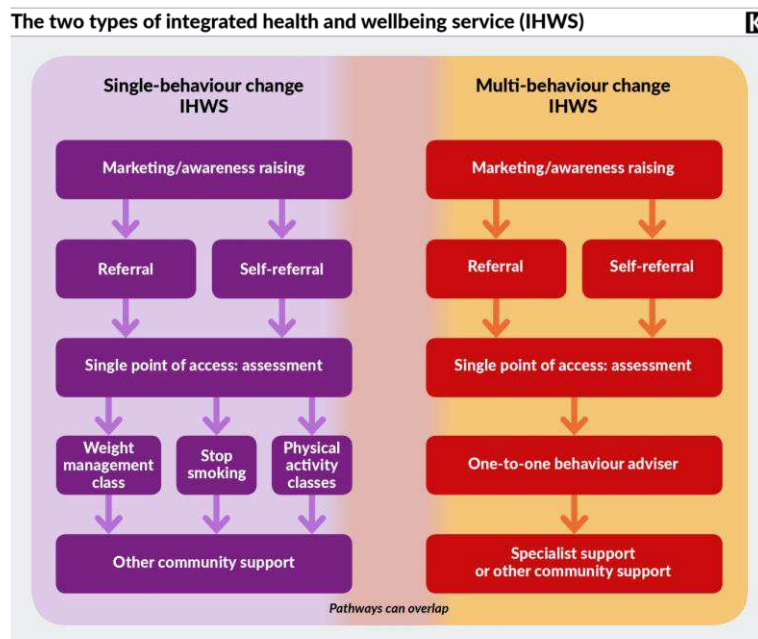 The two types of integrated health and wellbeing service (IHWS)
Single-behaviour change
IHWS
Marketing/awareness raising
Referral
Self-referral
Single point of access: assessment
Weight
management
class
Stop
smoking
Physical
activity
classes
Other community support
Multi-behaviour change
IHWS
Marketing/awareness raising
Referral
Self-referral
Single point of access: assessment
One-to-one behaviour adviser
Specialist support
or other community support
Pathways can overlap